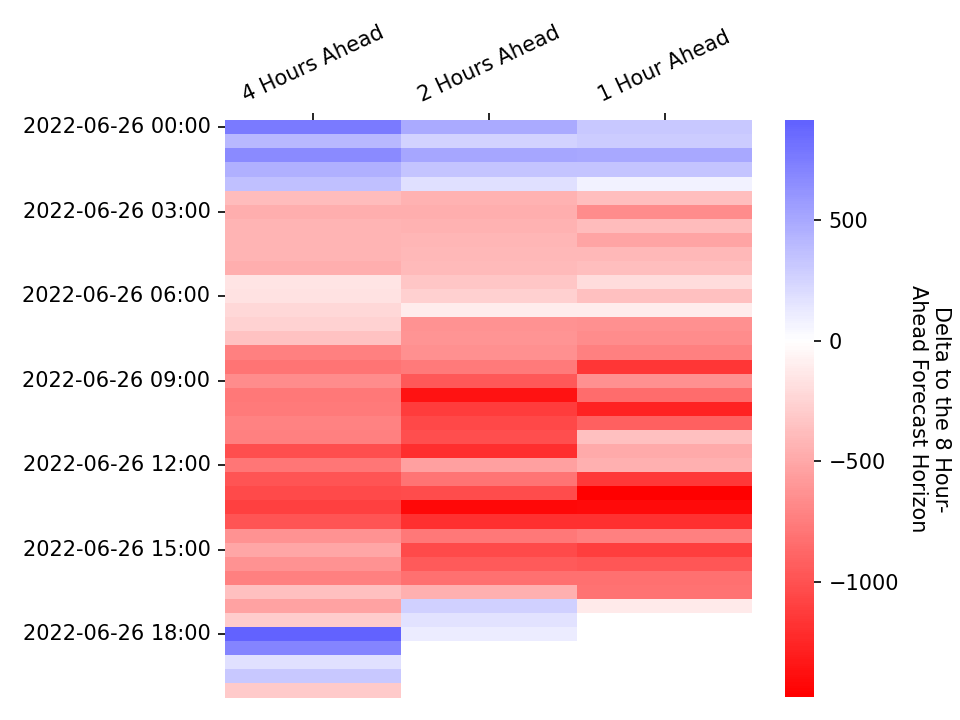 4 Hours Ahead
2 Hours Ahead
1 Hour Ahead
2022-06-26 00:00
2022-06-26 03:00
2022-06-26 06:00
2022-06-26 09:00
2022-06-26 12:00
2022-06-26 15:00
2022-06-26 18:00
500
0
−500
−1000
Delta to the 8 Hour-
Ahead Forecast Horizon